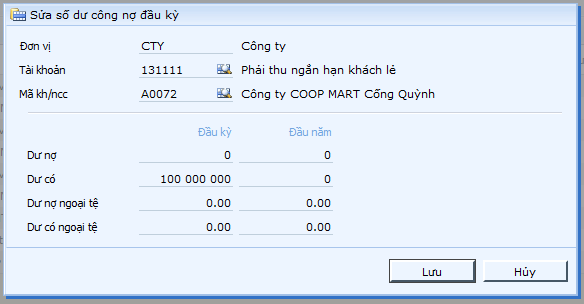 Sửa số dư công nợ đầu kỳ
Đơn vị CTY Công ty
Tài khoản 131111 Phải thu ngắn hạn khách lẻ
Mã kh/ncc A0072 Công ty COOP MART Cống Quỳnh
Đầu kỳ Đầu năm
Dư nợ 0 0
Dư có 100 000 000 0
Dư nợ ngoại tệ 0.00 0.00
Dư có ngoại tệ 0.00 0.00
Lưu Hủy